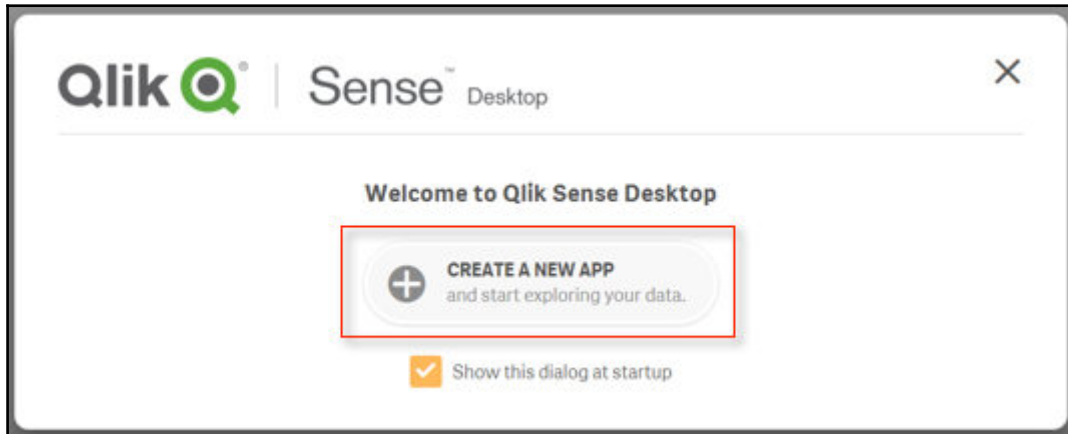 Qlik Q® | Sense™ Desktop
Welcome to Qlik Sense Desktop
CREATE A NEW APP
and start exploring your data.
Show this dialog at startup